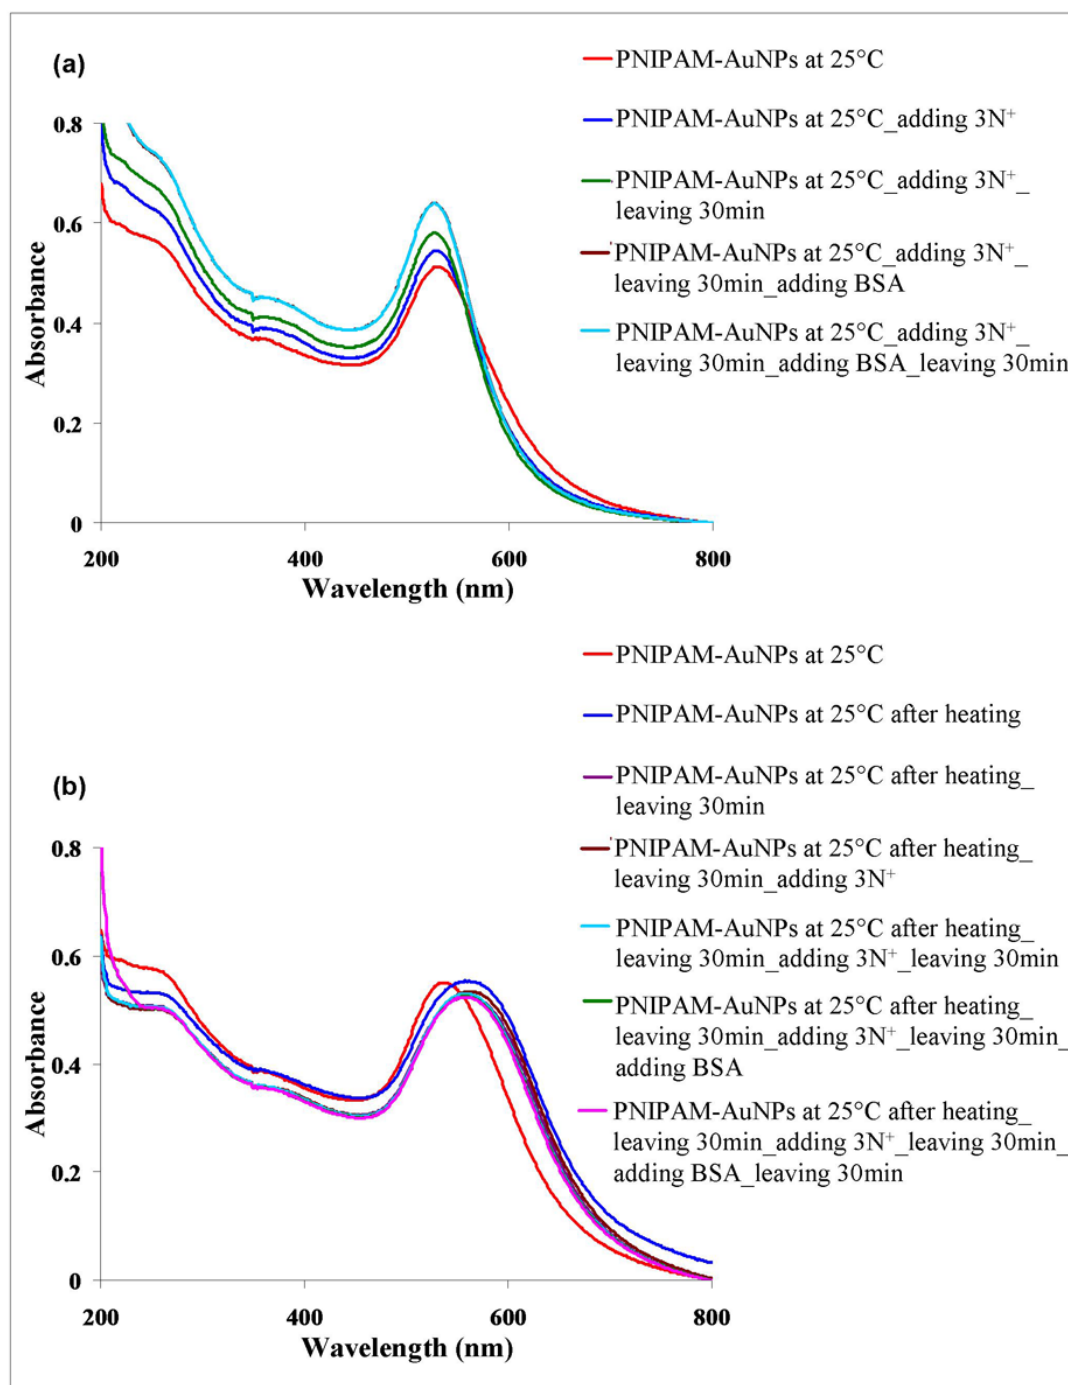 (a)
PNIPAM-AuNPs at 25°C
PNIPAM-AuNPs at 25°C_adding 3N⁺
PNIPAM-AuNPs at 25°C_adding 3N⁺_
leaving 30min
PNIPAM-AuNPs at 25°C_adding 3N⁺_
leaving 30min_adding BSA
PNIPAM-AuNPs at 25°C_adding 3N⁺_
leaving 30min_adding BSA_leaving 30min
Absorbance
0.8
0.6
0.4
0.2
0
200
400
600
800
Wavelength (nm)
(b)
PNIPAM-AuNPs at 25°C
PNIPAM-AuNPs at 25°C after heating
PNIPAM-AuNPs at 25°C after heating_
leaving 30min
PNIPAM-AuNPs at 25°C after heating_
leaving 30min_adding 3N⁺
PNIPAM-AuNPs at 25°C after heating_
leaving 30min_adding 3N⁺_leaving 30min
PNIPAM-AuNPs at 25°C after heating_
leaving 30min_adding 3N⁺_leaving 30min_
adding BSA
PNIPAM-AuNPs at 25°C after heating_
leaving 30min_adding 3N⁺_leaving 30min_
adding BSA_leaving 30min
Absorbance
0.8
0.6
0.4
0.2
0
200
400
600
800
Wavelength (nm)